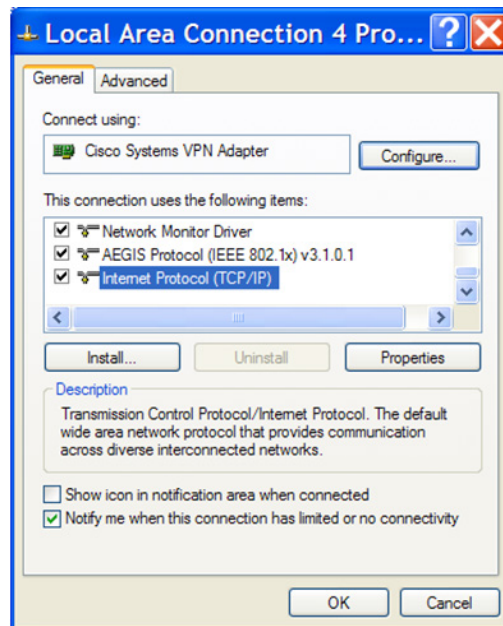 Local Area Connection 4 Pro...
General Advanced
Connect using:
Cisco Systems VPN Adapter Configure...
This connection uses the following items:
Network Monitor Driver
AEGIS Protocol (IEEE 802.1x) v3.1.0.1
Internet Protocol (TCP/IP)
Install... Uninstall Properties
Description
Transmission Control Protocol/Internet Protocol. The default
wide area network protocol that provides communication
across diverse interconnected networks.
Show icon in notification area when connected
Notify me when this connection has limited or no connectivity
OK Cancel